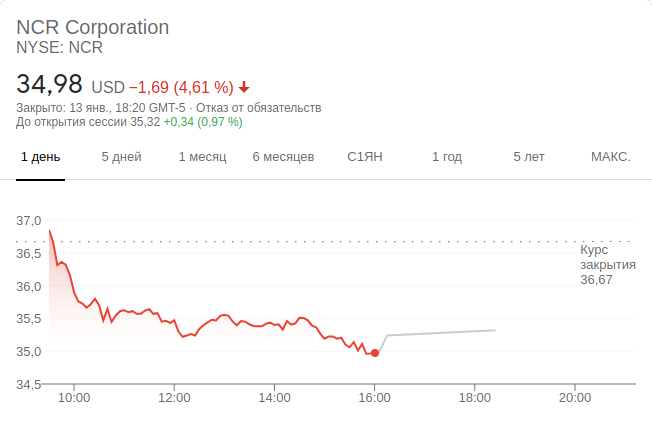 NCR Corporation
NYSE: NCR
34,98 USD −1,69 (4,61 %)
Закрыто: 13 янв., 18:20 GMT-5 · Отказ от обязательств
До открытия сессии 35,32 +0,34 (0,97 %)
1 день 5 дней 1 месяц 6 месяцев С1ЯН 1 год 5 лет МАКС.
37,0
36,5
36,0
35,5
35,0
34,5
Курс
закрытия
36,67
10:00 12:00 14:00 16:00 18:00 20:00